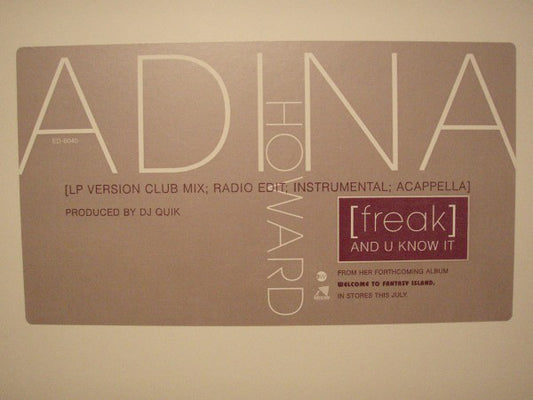 ADINA
HOWARD
ED-6045
[LP VERSION CLUB MIX; RADIO EDIT; INSTRUMENTAL; ACAPPELLA]
PRODUCED BY DJ QUIK
[freak]
AND U KNOW IT
FROM HER FORTHCOMING ALBUM
WELCOME TO FANTASY ISLAND.
IN STORES THIS JULY.